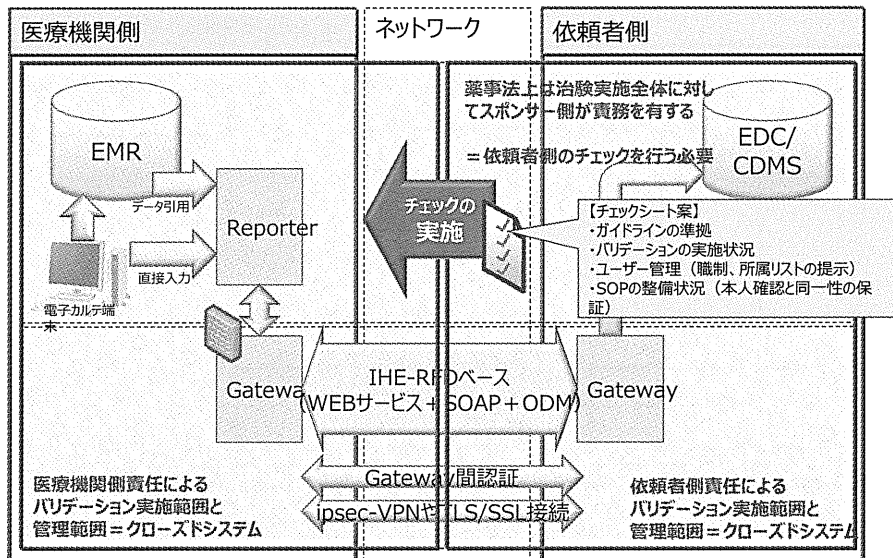 医療機関側
ネットワーク
依頼者側
薬事法上は治験実施全体に対し
てスポンサー側が責務を有する
=依頼者側のチェックを行う必要
EMR
EDC/
CDMS
データ引用
Reporter
直接入力
電子カルテ端
末
チェックの
実施
【チェックシート案】
・ガイドラインの準拠
・バリデーションの実施状況
・ユーザー管理(職制、所属リストの提示)
・SOPの整備状況(本人確認と同一性の保
証)
Gatewa
IHE-RFDベース
(WEBサービス+SOAP+ODM)
Gateway
Gateway間認証
ipsec-VPNやTLS/SSL接続
医療機関側責任による
バリデーション実施範囲と
管理範囲=クローズドシステム
依頼者側責任による
バリデーション実施範囲と
管理範囲=クローズドシステム